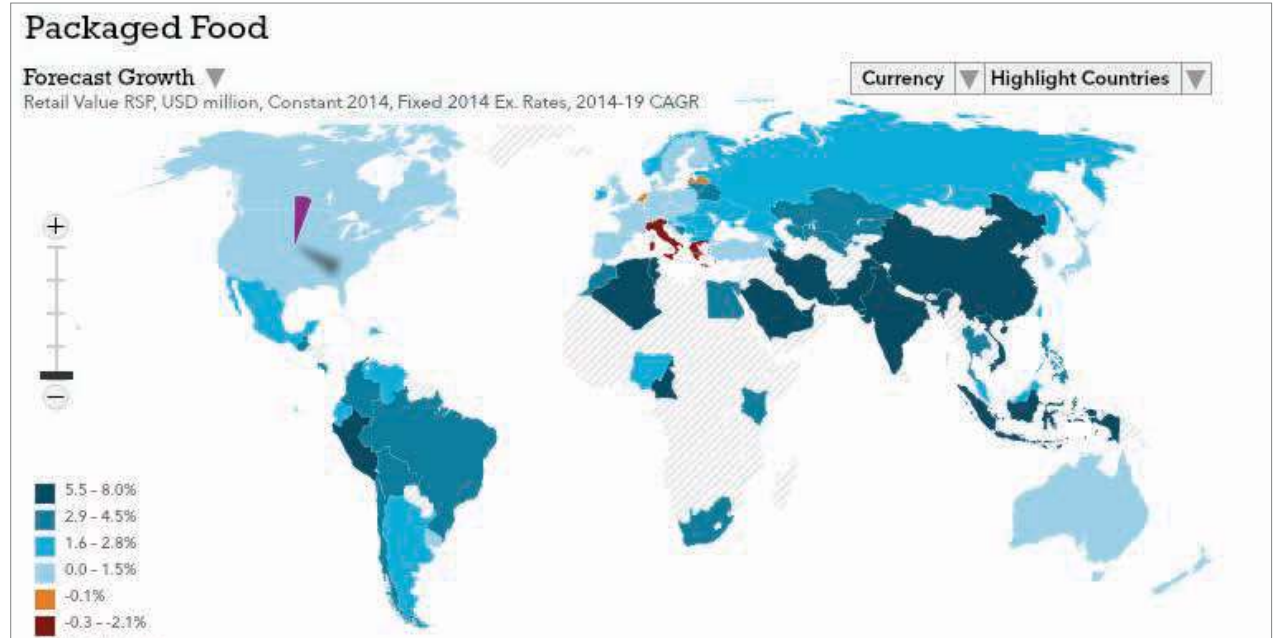 Packaged Food
Forecast Growth
Currency
Highlight Countries
Retail Value RSP, USD million, Constant 2014, Fixed 2014 Ex. Rates, 2014-19 CAGR
+
−
5.5 – 8.0%
2.9 – 4.5%
1.6 – 2.8%
0.0 – 1.5%
-0.1%
-0.3 – -2.1%